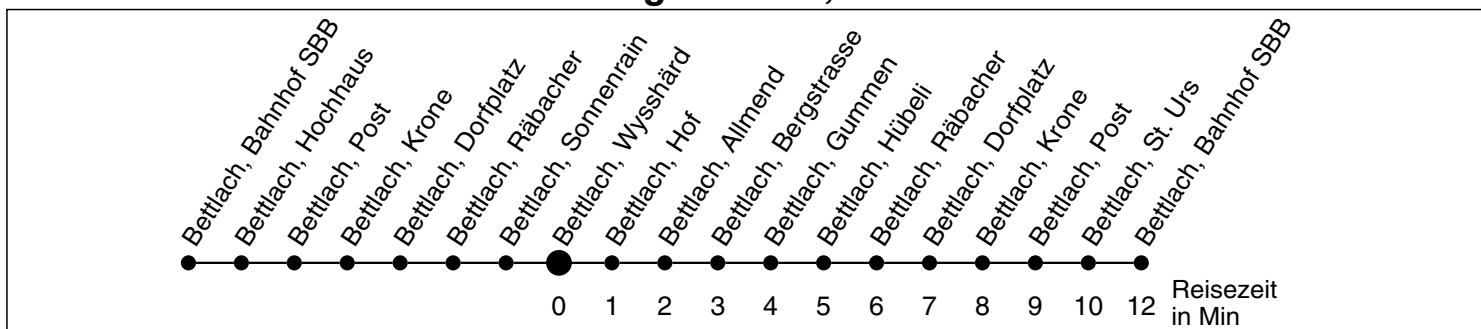 Bettlach, Bahnhof SBB
Bettlach, Hochhaus
Bettlach, Post
Bettlach, Krone
Bettlach, Dorfplatz
Bettlach, Räbacher
Bettlach, Sonnenrain
Bettlach, Wysshärd
Bettlach, Hof
Bettlach, Allmend
Bettlach, Bergstrasse
Bettlach, Gummen
Bettlach, Hübeli
Bettlach, Räbacher
Bettlach, Dorfplatz
Bettlach, Krone
Bettlach, Post
Bettlach, St. Urs
Bettlach, Bahnhof SBB
0 1 2 3 4 5 6 7 8 9 10 12 Reisezeit
in Min